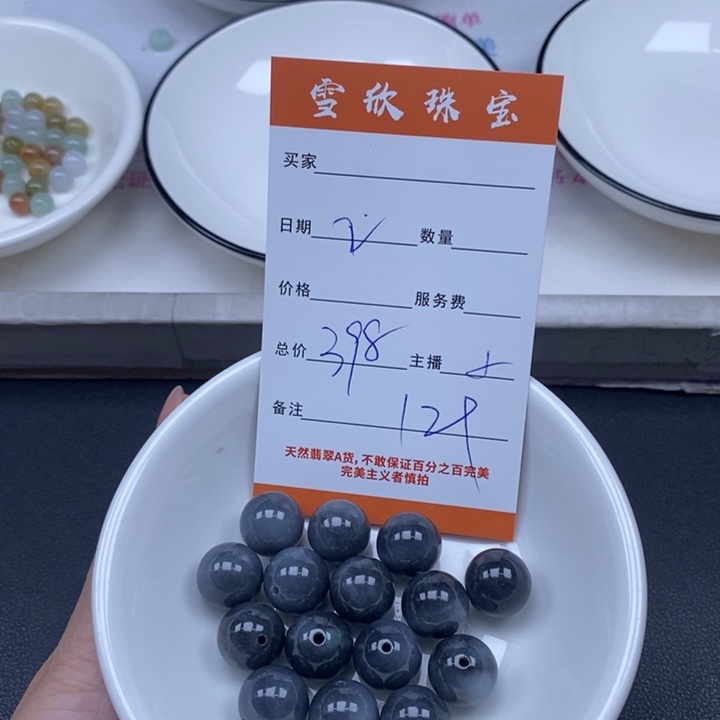 雪欣珠宝
买家
日期 2 数量
价格 服务费
总价 398 主播
备注 129
天然翡翠A货,不敢保证百分之百完美
完美主义者慎拍